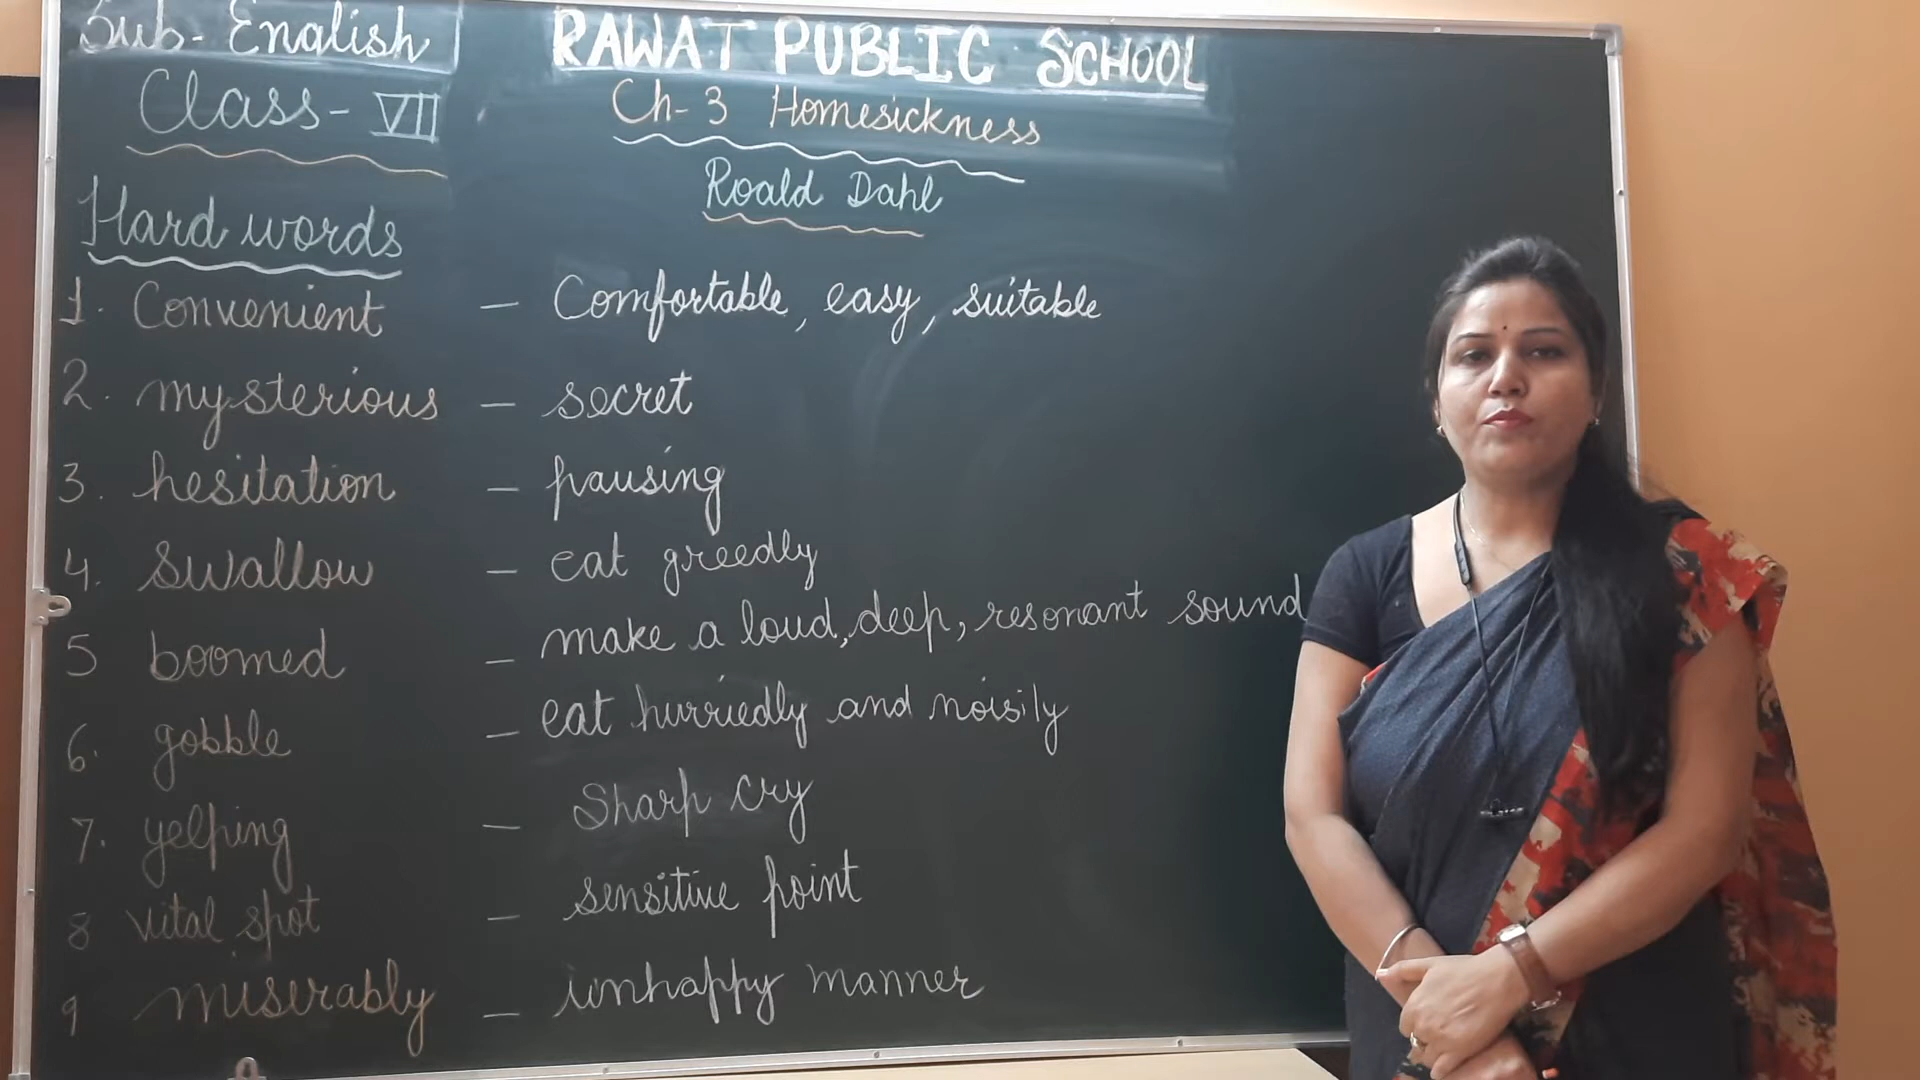 Sub- English
RAWAT PUBLIC SCHOOL
Class- VII
Ch- 3 Homesickness
Roald Dahl
Hard words
1. Convenient – Comfortable, easy, suitable
2. mysterious – secret
3. hesitation – pausing
4. Swallow – eat greedly
5 boomed – make a loud, deep, resonant sound
6. gobble – eat hurriedly and noisily
7. yelping – Sharp cry
8 vital spot – sensitive point
9 miserably – unhappy manner